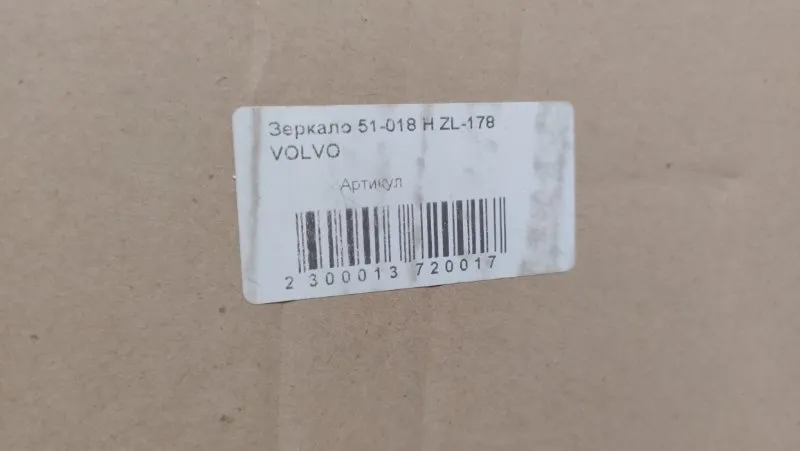 Зеркало 51-018 H ZL-178
VOLVO
Артикул
2 300013 720017